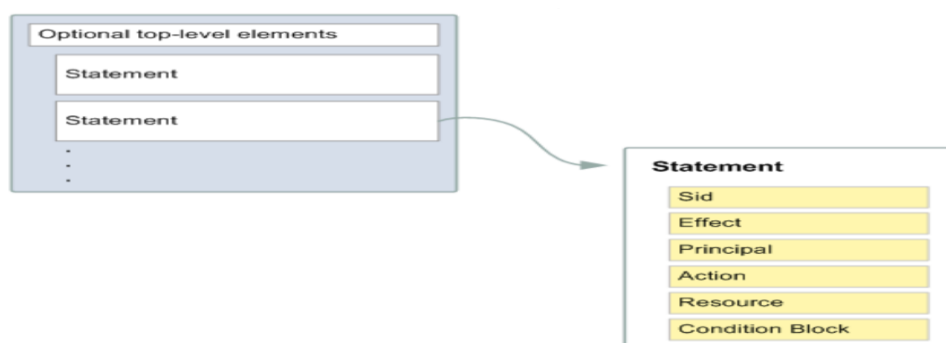 Optional top-level elements
Statement
Statement
.
.
.
Statement
Sid
Effect
Principal
Action
Resource
Condition Block